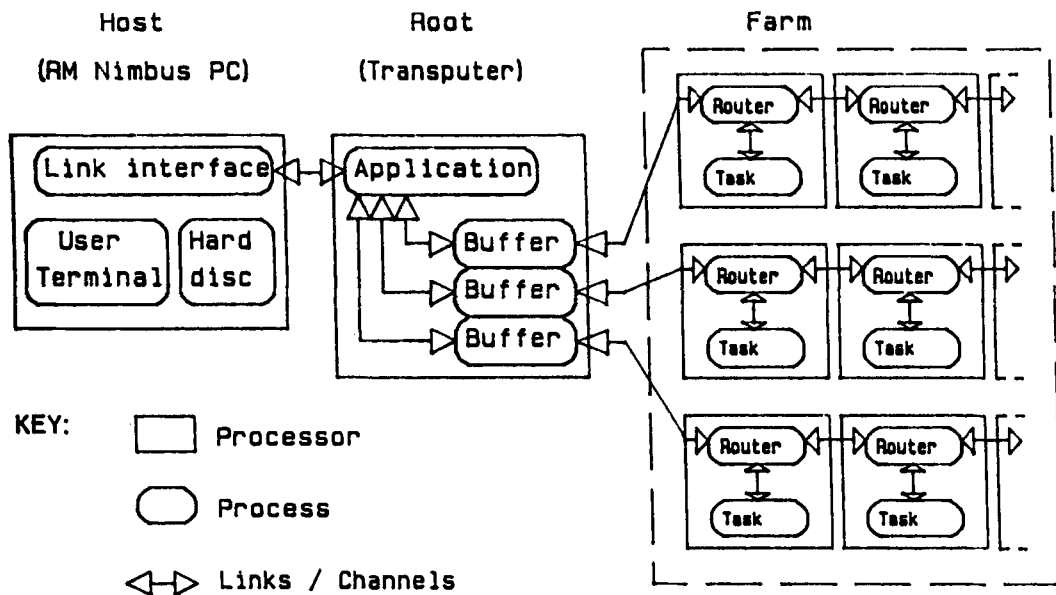 Host
(RM Nimbus PC)
Root
(Transputer)
Farm
Link interface
User
Terminal
Hard
disc
Application
Buffer
Buffer
Buffer
Router
Router
Task
Task
Router
Router
Task
Task
Router
Router
Task
Task
KEY:
Processor
Process
Links / Channels